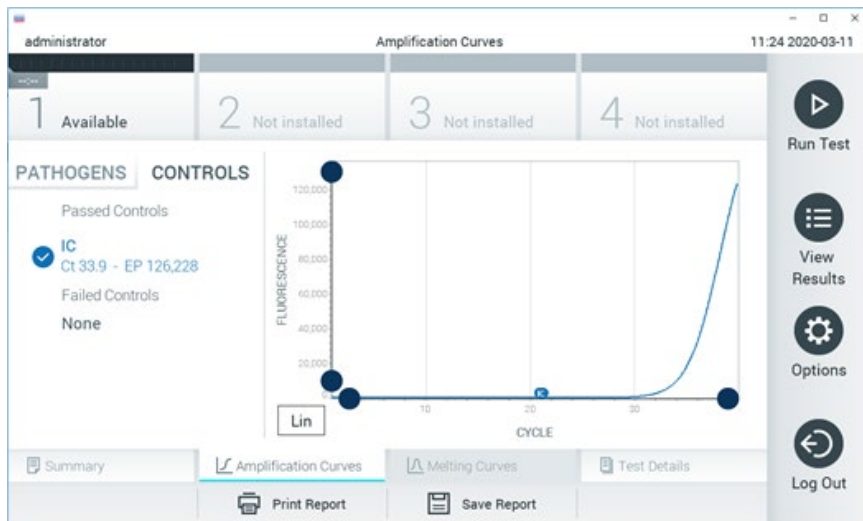 administrator
Amplification Curves
11:24 2020-03-11
1 Available
2 Not installed
3 Not installed
4 Not installed
Run Test
PATHOGENS
CONTROLS
Passed Controls
IC
Ct 33.9 - EP 126,228
Failed Controls
None
FLUORESCENCE
120,000
100,000
80,000
60,000
40,000
20,000
0
IC
10
20
30
CYCLE
Lin
View
Results
Options
Log Out
Summary
Amplification Curves
Melting Curves
Test Details
Print Report
Save Report